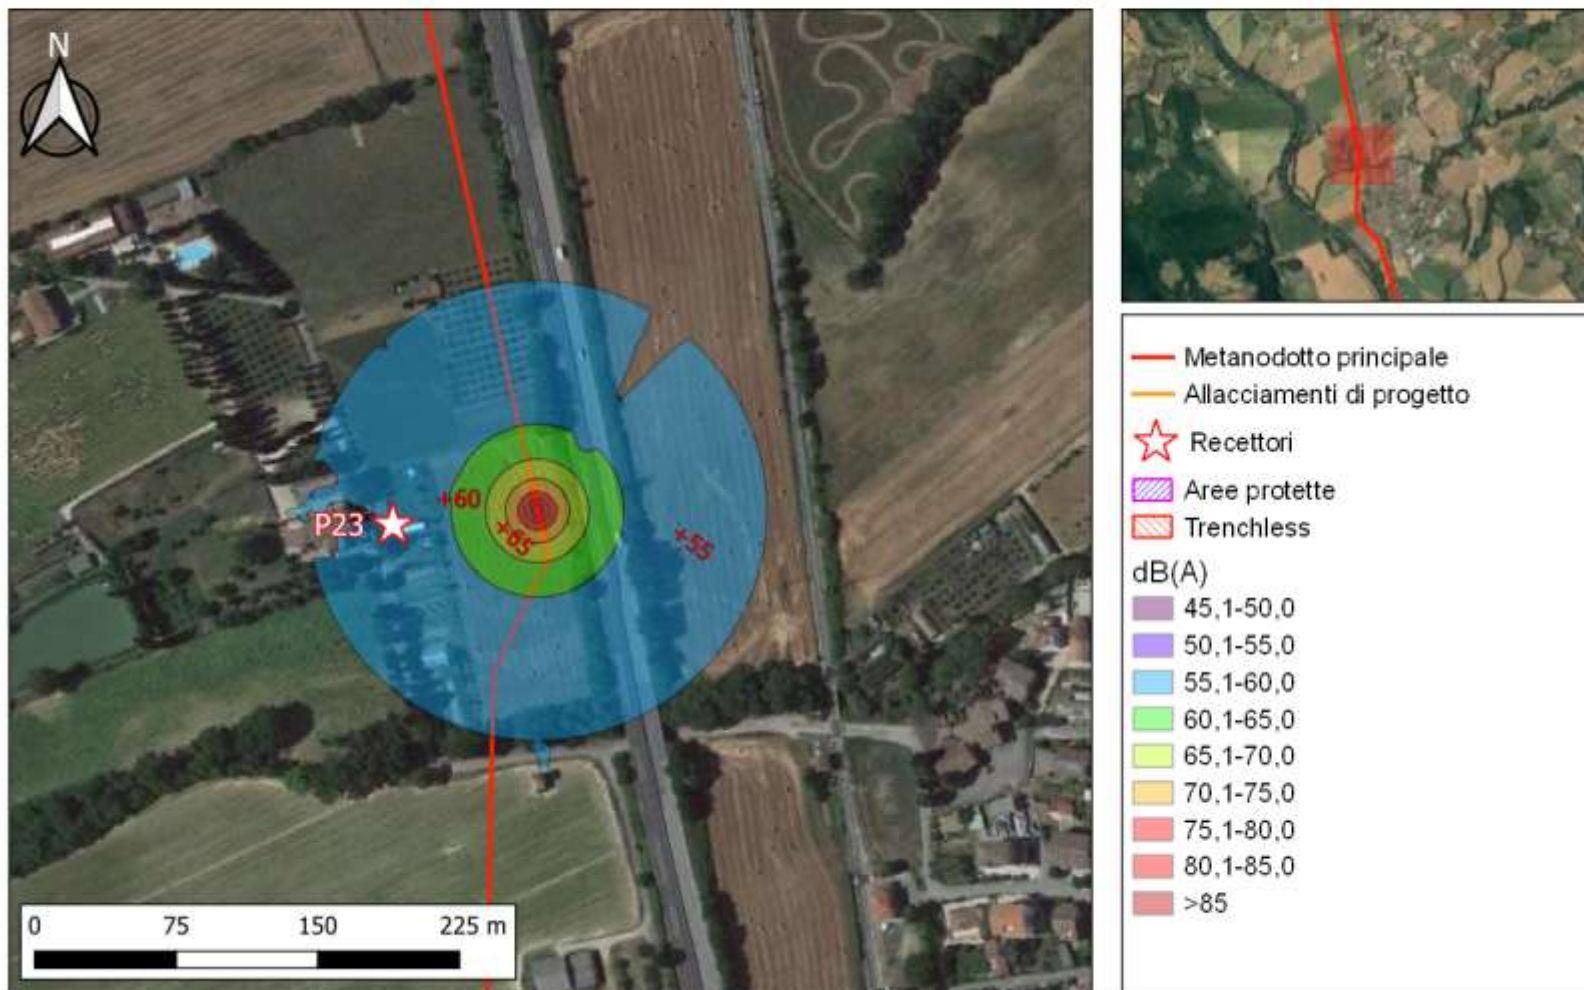 N
+60
+65
+55
P23
0 75 150 225 m
Metanodotto principale
Allacciamenti di progetto
Recettori
Aree protette
Trenchless
dB(A)
45,1-50,0
50,1-55,0
55,1-60,0
60,1-65,0
65,1-70,0
70,1-75,0
75,1-80,0
80,1-85,0
>85